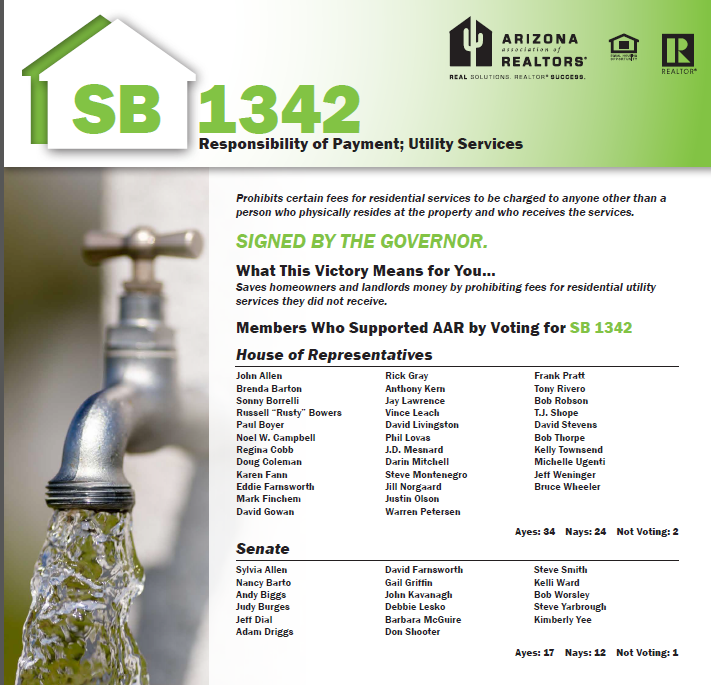 SB 1342
Responsibility of Payment; Utility Services
ARIZONA
association of
REALTORS®
REAL SOLUTIONS. REALTOR® SUCCESS.
EQUAL HOUSING
OPPORTUNITY
REALTOR®
Prohibits certain fees for residential services to be charged to anyone other than a
person who physically resides at the property and who receives the services.
SIGNED BY THE GOVERNOR.
What This Victory Means for You...
Saves homeowners and landlords money by prohibiting fees for residential utility
services they did not receive.
Members Who Supported AAR by Voting for SB 1342
House of Representatives
John Allen
Brenda Barton
Sonny Borrelli
Russell “Rusty” Bowers
Paul Boyer
Noel W. Campbell
Regina Cobb
Doug Coleman
Karen Fann
Eddie Farnsworth
Mark Finchem
David Gowan
Rick Gray
Anthony Kern
Jay Lawrence
Vince Leach
David Livingston
Phil Lovas
J.D. Mesnard
Darin Mitchell
Steve Montenegro
Jill Norgaard
Justin Olson
Warren Petersen
Frank Pratt
Tony Rivero
Bob Robson
T.J. Shope
David Stevens
Bob Thorpe
Kelly Townsend
Michelle Ugenti
Jeff Weninger
Bruce Wheeler
Ayes: 34 Nays: 24 Not Voting: 2
Senate
Sylvia Allen
Nancy Barto
Andy Biggs
Judy Burges
Jeff Dial
Adam Driggs
David Farnsworth
Gail Griffin
John Kavanagh
Debbie Lesko
Barbara McGuire
Don Shooter
Steve Smith
Kelli Ward
Bob Worsley
Steve Yarbrough
Kimberly Yee
Ayes: 17 Nays: 12 Not Voting: 1